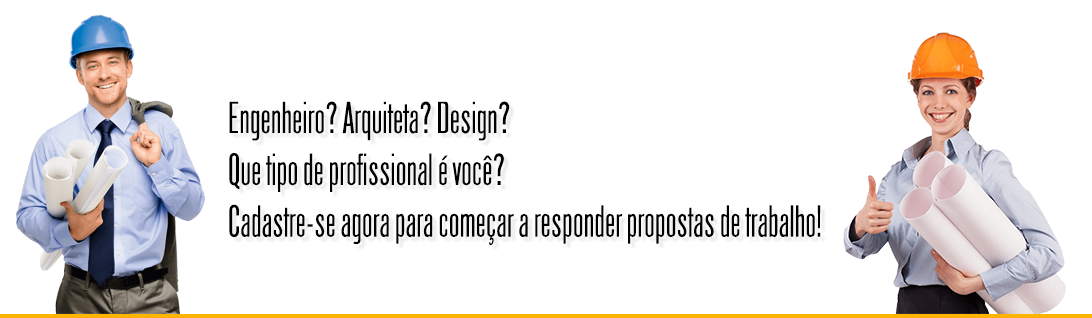 Engenheiro? Arquiteta? Design?
Que tipo de profissional é você?
Cadastre-se agora para começar a responder propostas de trabalho!